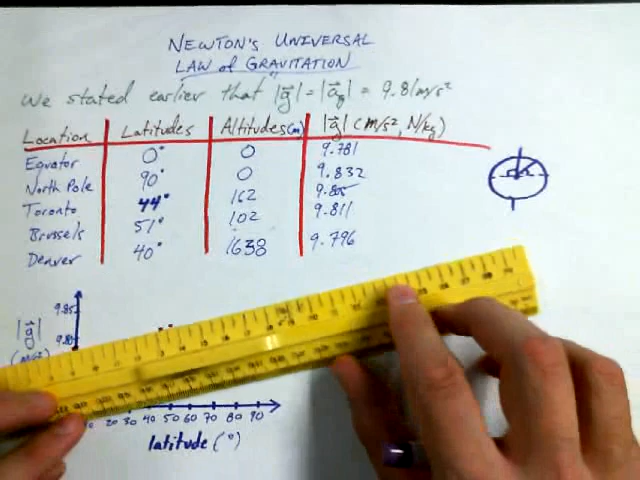 NEWTON'S UNIVERSAL
LAW of GRAVITATION
We stated earlier that |g⃗| = |a⃗g| = 9.81m/s²
Location Latitudes Altitudes(m) |g⃗| (m/s², N/kg)
Equator 0° 0 9.781
North Pole 90° 0 9.832
Toronto 44° 162 9.805
Brussels 51° 102 9.811
Denver 40° 1638 9.796
9.85
|g⃗|
9.80
20 30 40 50 60 70 80 90
latitude (°)